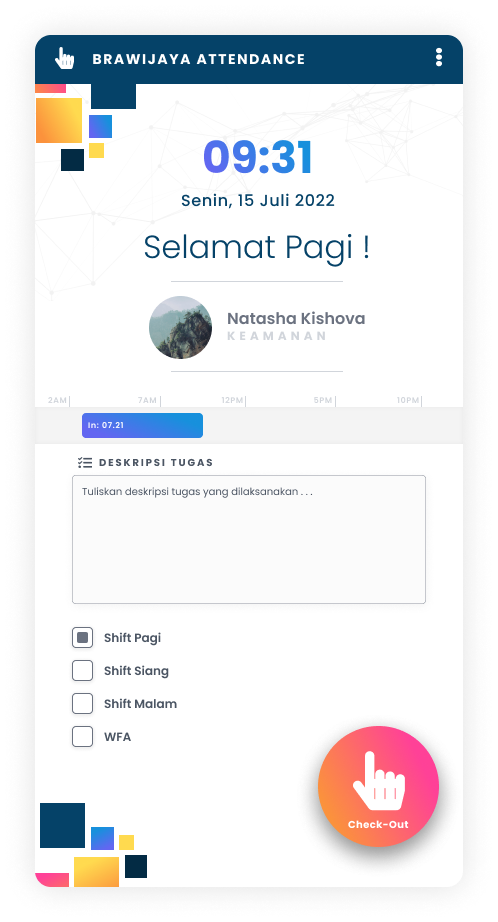 BRAWIJAYA ATTENDANCE
09:31
Senin, 15 Juli 2022
Selamat Pagi !
Natasha Kishova
KEAMANAN
2AM 7AM 12PM 5PM 10PM
In: 07.21
DESKRIPSI TUGAS
Tuliskan deskripsi tugas yang dilaksanakan . . .
Shift Pagi
Shift Siang
Shift Malam
WFA
Check-Out